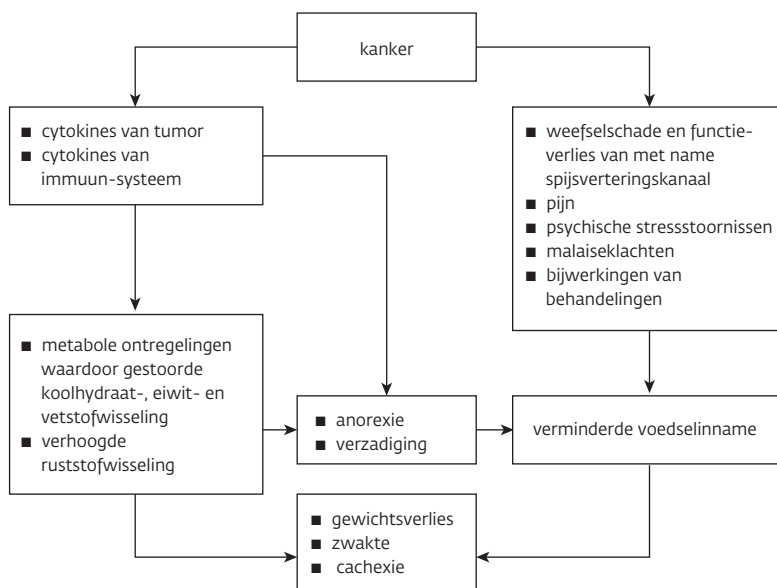 kanker
■ cytokines van tumor
■ cytokines van
immuun-systeem
■ weefselschade en functie-
verlies van met name
spijsverteringskanaal
■ pijn
■ psychische stressstoornissen
■ malaiseklachten
■ bijwerkingen van
behandelingen
■ metabole ontregelingen
waardoor gestoorde
koolhydraat-, eiwit- en
vetstofwisseling
■ verhoogde
ruststofwisseling
■ anorexie
■ verzadiging
verminderde voedselinname
■ gewichtsverlies
■ zwakte
■ cachexie